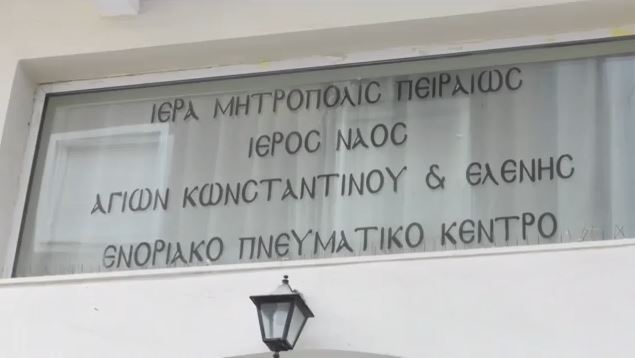 ΙΕΡΑ ΜΗΤΡΟΠΟΛΙΣ ΠΕΙΡΑΙΩΣ
ΙΕΡΟΣ ΝΑΟΣ
ΑΓΙΩΝ ΚΩΝΣΤΑΝΤΙΝΟΥ & ΕΛΕΝΗΣ
ΕΝΟΡΙΑΚΟ ΠΝΕΥΜΑΤΙΚΟ ΚΕΝΤΡΟ